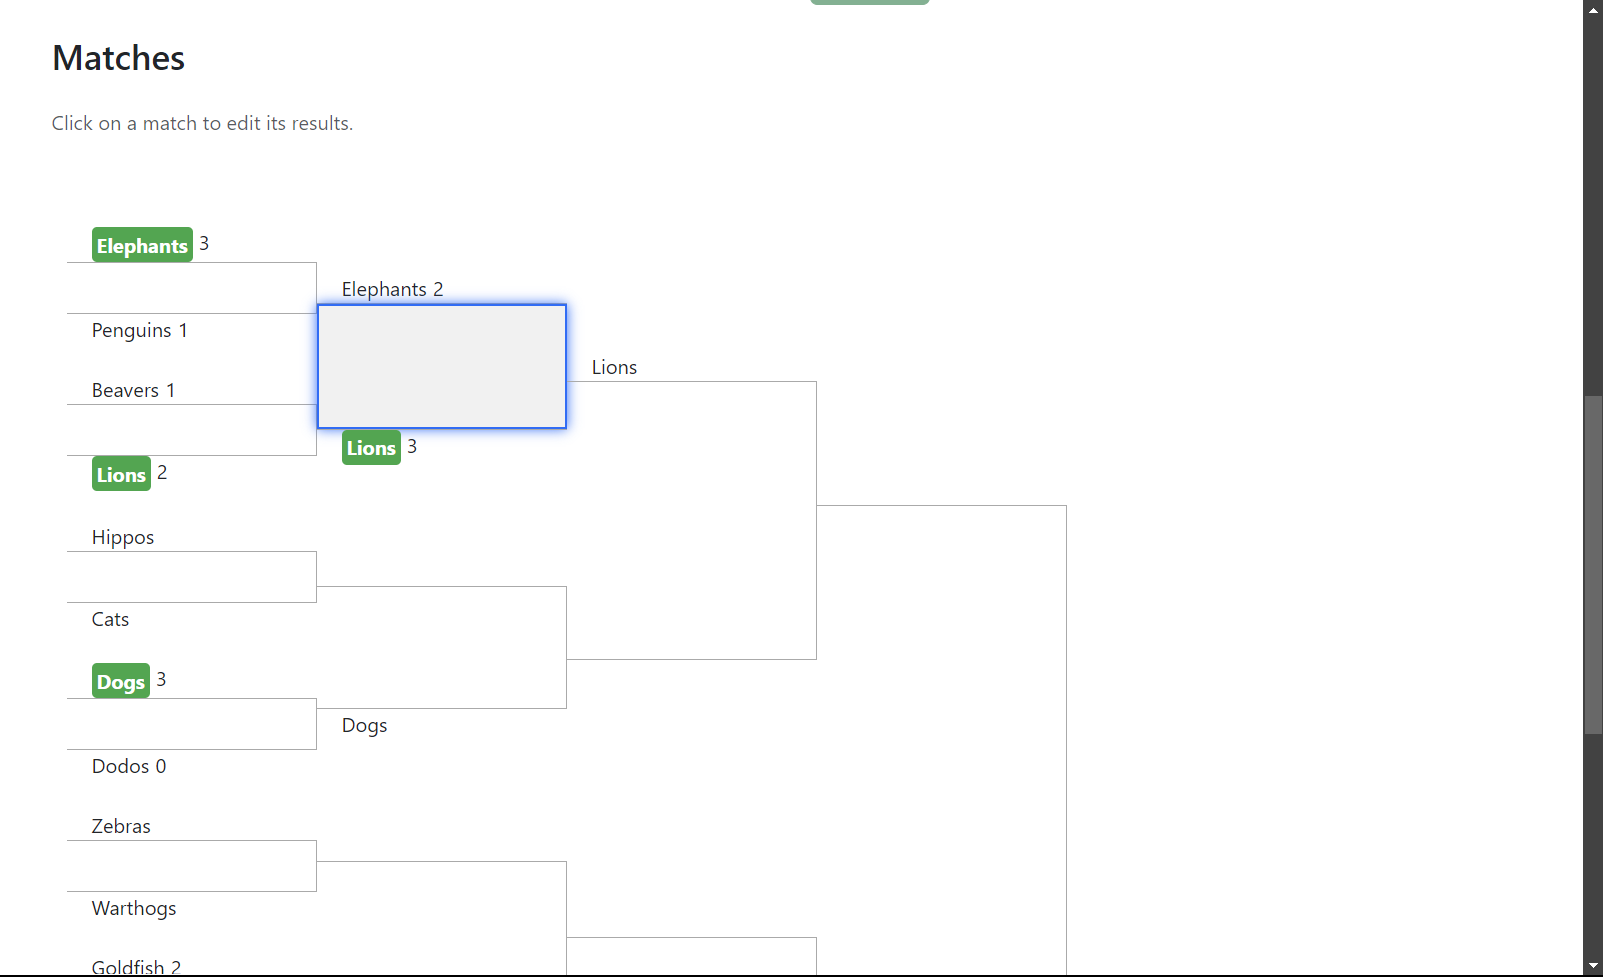 Matches
Click on a match to edit its results.
Elephants 3
Elephants 2
Penguins 1
Lions
Beavers 1
Lions 3
Lions 2
Hippos
Cats
Dogs 3
Dogs
Dodos 0
Zebras
Warthogs
Goldfish 2